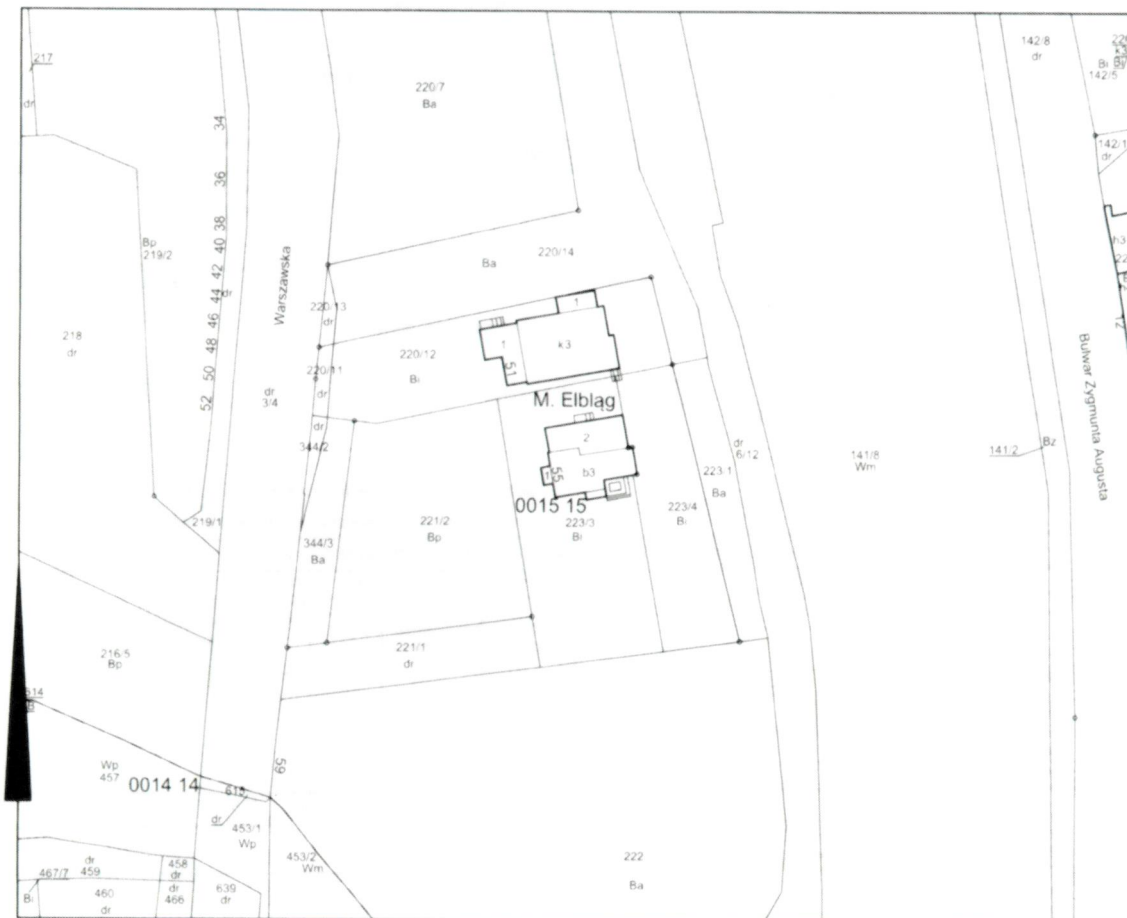 217
dr
34
36
38
40
42
44
46
48
50
52
Bp
219/2
dr
218
dr
219/1
216/5
Bp
Wp
457
0014 14
dr
453/1
Wp
453/2
Wm
dr
459
458
dr
467/7
Bi
460
dr
dr
466
639
dr
59
Warszawska
dr
3/4
220/7
Ba
220/14
Ba
220/13
dr
220/12
Bi
220/11
dr
dr
344/2
344/3
Ba
1
1
51
k3
M. Elbląg
2
b3
55
0015 15
221/2
Bp
223/3
Bi
223/4
Bi
223/1
Ba
dr
6/12
221/1
dr
222
Ba
141/8
Wm
141/2
Bz
142/8
dr
Bi
142/5
142/1
dr
Bulwar Zygmunta Augusta